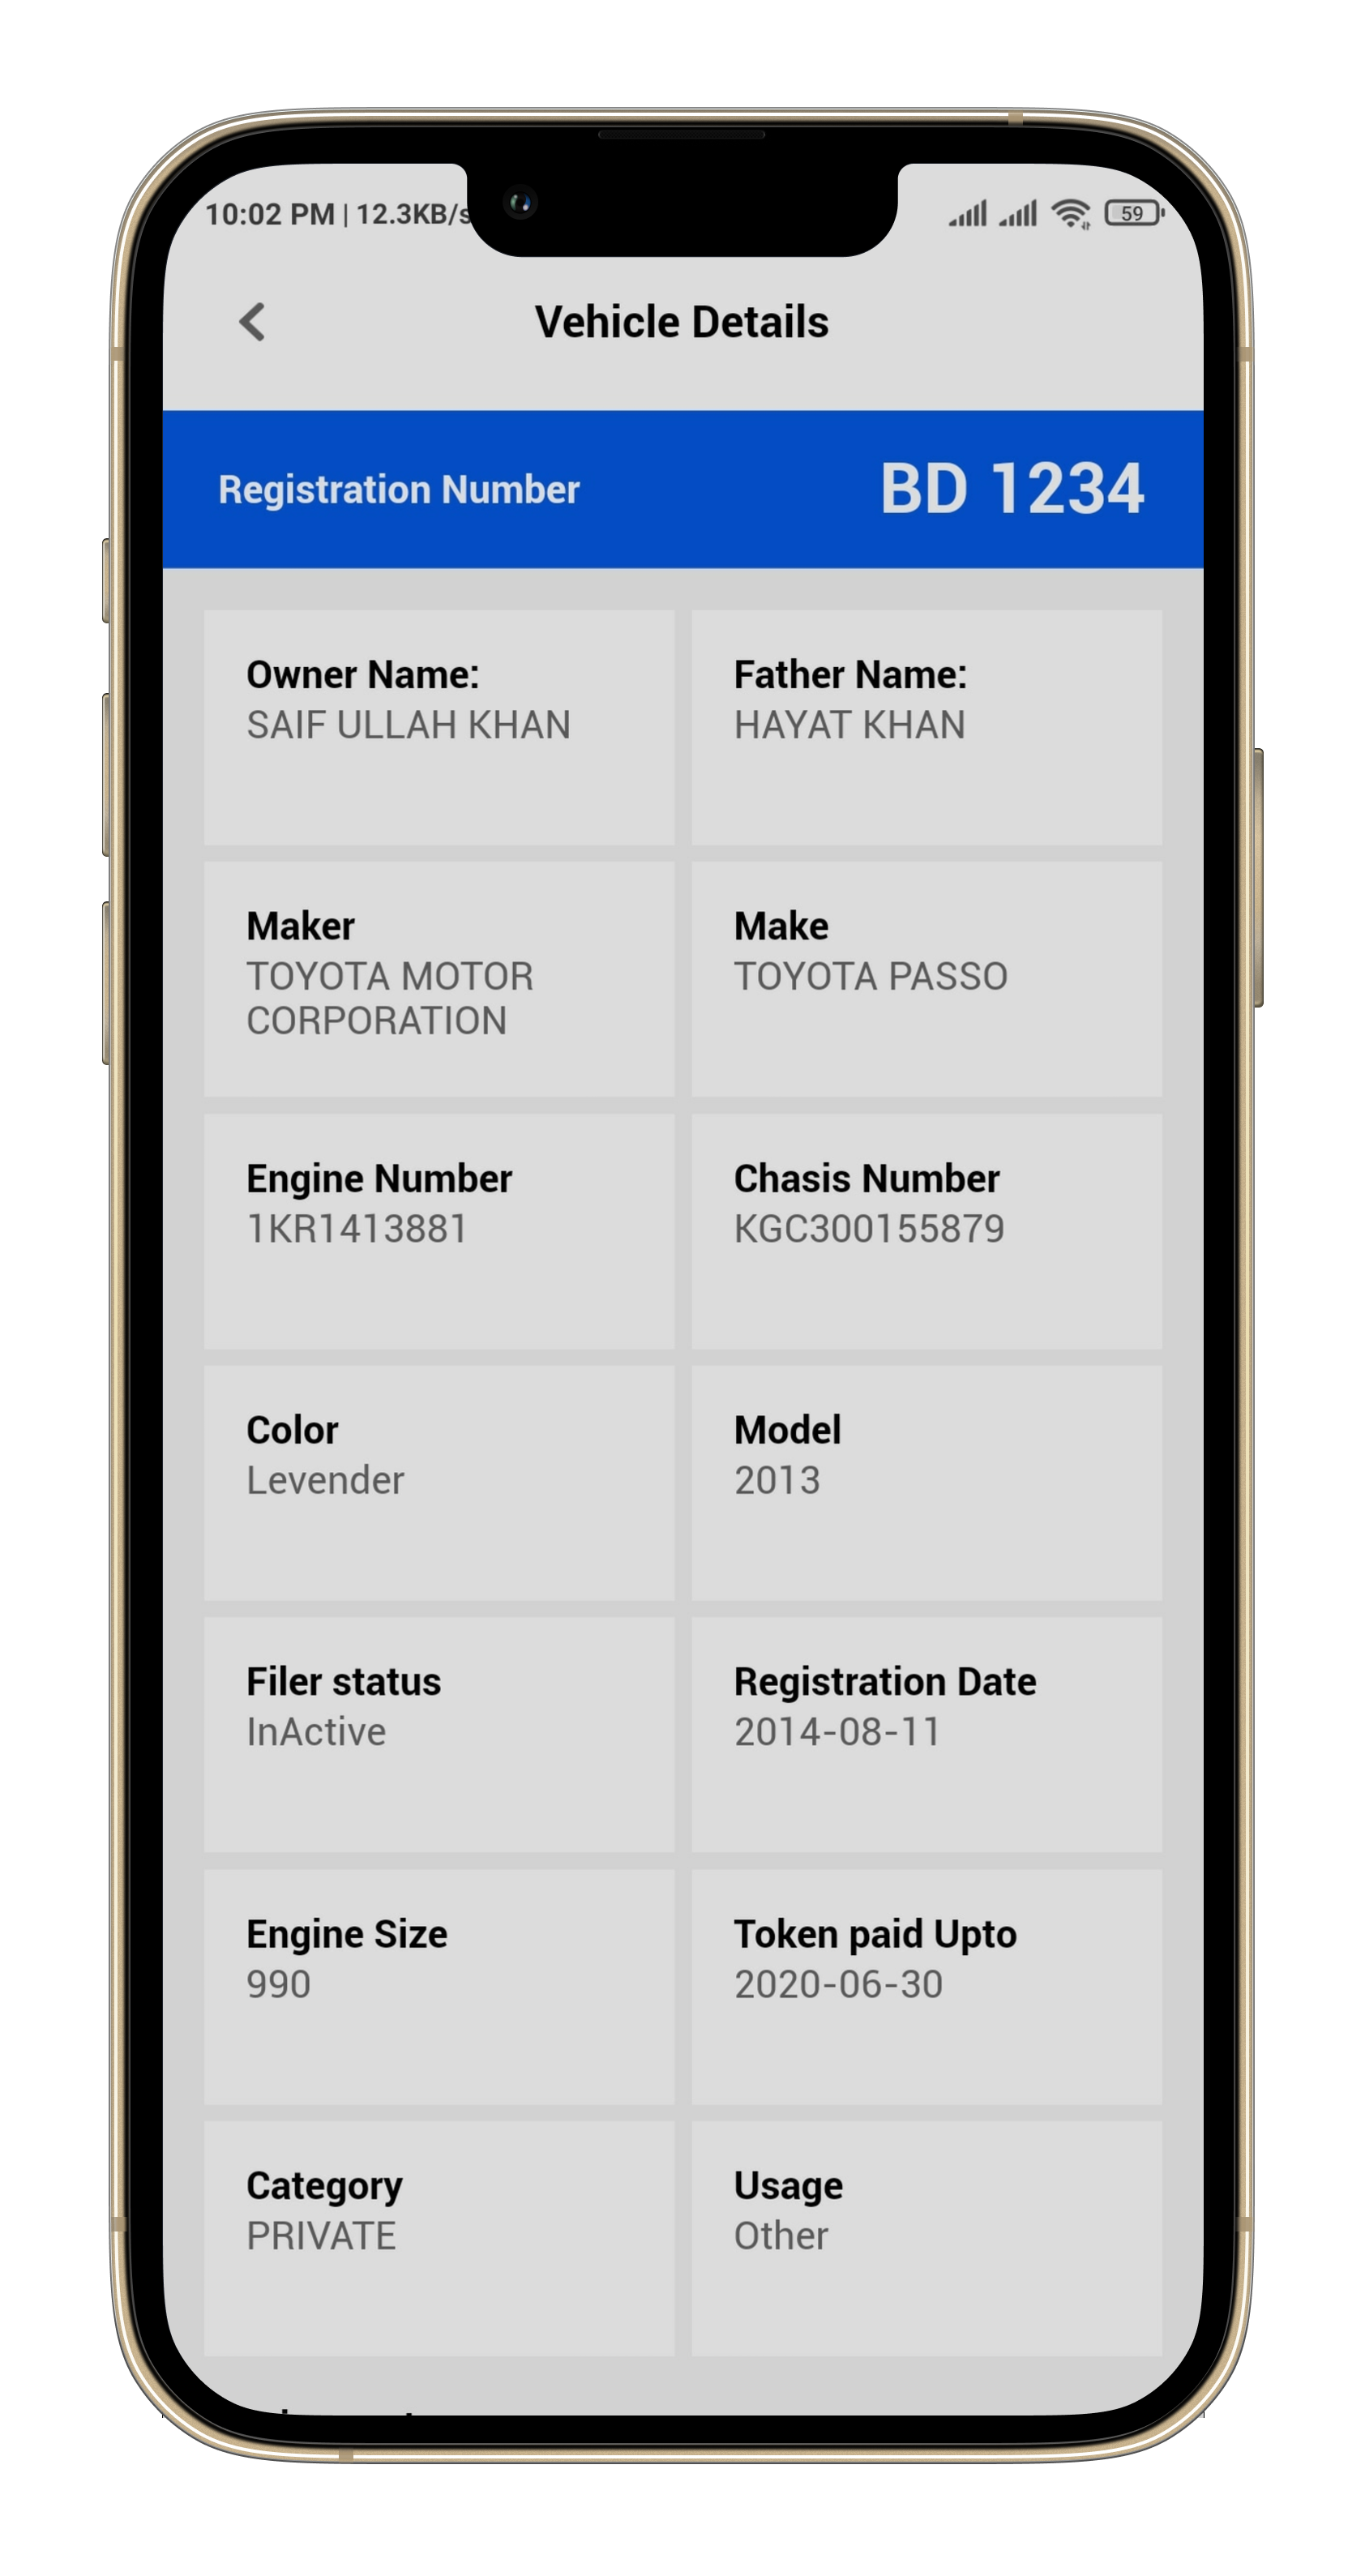 10:02 PM | 12.3KB/s
59
Vehicle Details
Registration Number
BD 1234
Owner Name:
SAIF ULLAH KHAN
Father Name:
HAYAT KHAN
Maker
TOYOTA MOTOR
CORPORATION
Make
TOYOTA PASSO
Engine Number
1KR1413881
Chasis Number
KGC300155879
Color
Levender
Model
2013
Filer status
InActive
Registration Date
2014-08-11
Engine Size
990
Token paid Upto
2020-06-30
Category
PRIVATE
Usage
Other